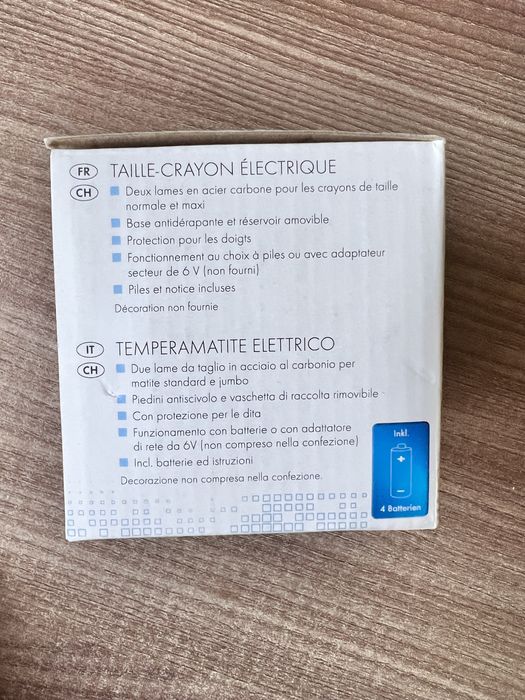 FR TAILLE-CRAYON ÉLECTRIQUE
CH Deux lames en acier carbone pour les crayons de taille
normale et maxi
Base antidérapante et réservoir amovible
Protection pour les doigts
Fonctionnement au choix à piles ou avec adaptateur
secteur de 6 V (non fourni)
Piles et notice incluses
Décoration non fournie
IT TEMPERAMATITE ELETTRICO
CH Due lame da taglio in acciaio al carbonio per
matite standard e jumbo
Piedini antiscivolo e vaschetta di raccolta rimovibile
Con protezione per le dita
Funzionamento con batterie o con adattatore
di rete da 6V (non compreso nella confezione)
Incl. batterie ed istruzioni
Decorazione non compresa nella confezione.
Inkl.
4 Batterien